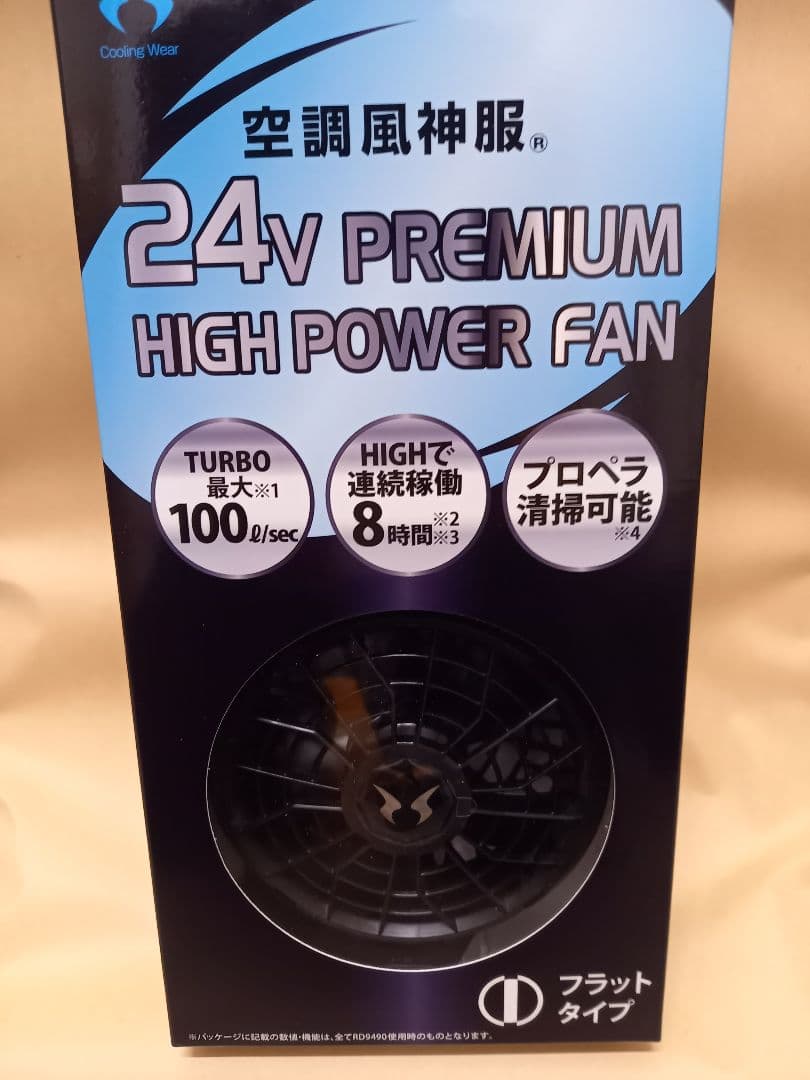 Cooling Wear
空調風神服®
24V PREMIUM
HIGH POWER FAN
TURBO
最大※1
100ℓ/sec
HIGHで
連続稼働
8時間※2※3
プロペラ
清掃可能
※4
フラット
タイプ
※パッケージに記載の数値・機能は、全てRD9490使用時のものとなります。